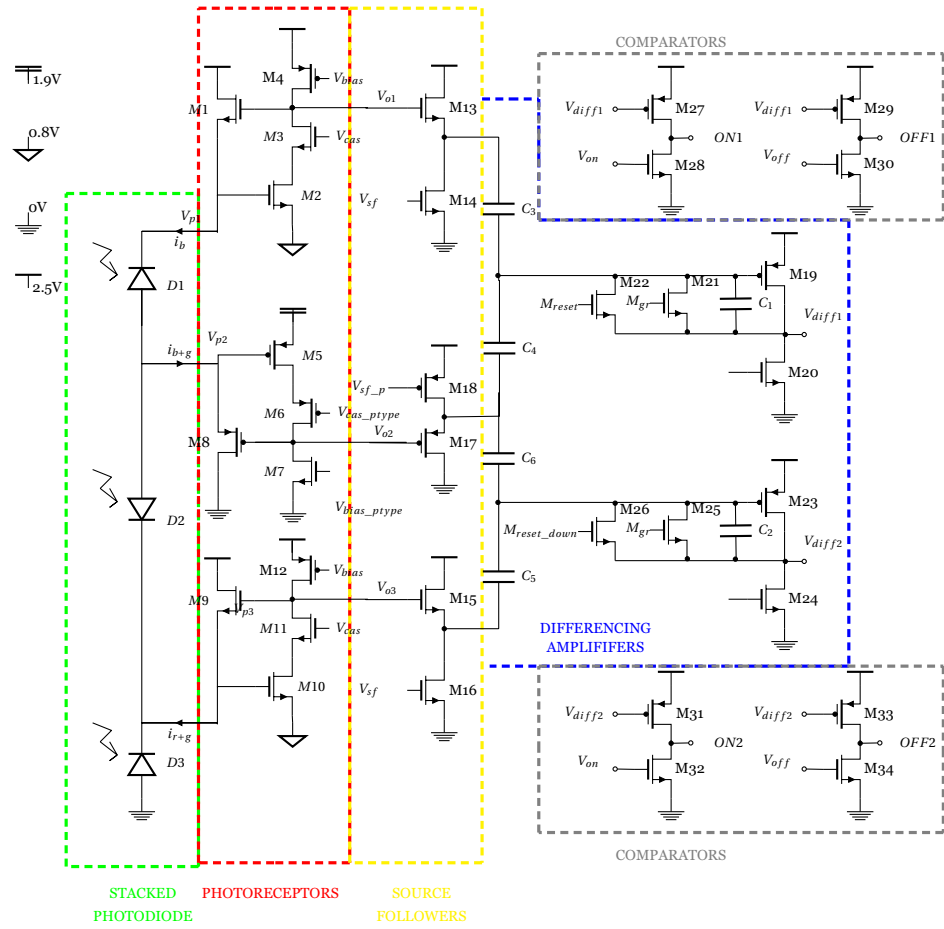 COMPARATORS
1.9V
0.8V
0V
2.5V
M4
V_bias
M1
V_o1
M13
M3
V_cas
M2
V_sf
M14
C_3
V_p1
i_b
D1
V_diff1
M27
V_on
M28
ON1
V_diff1
M29
V_off
M30
OFF1
M22
M21
M19
M_reset
M_gr
C_1
V_diff1
M20
C_4
i_b+g
V_p2
M5
M6
V_cas_ptype
M8
V_o2
M7
V_bias_ptype
V_sf_p
M18
M17
C_6
D2
M26
M25
M23
M_reset_down
M_gr
C_2
V_diff2
M24
C_5
M12
V_bias
M9
V_p3
V_o3
M15
M11
V_cas
M10
V_sf
M16
i_r+g
D3
DIFFERENCING
AMPLIFIFERS
V_diff2
M31
V_on
M32
ON2
V_diff2
M33
V_off
M34
OFF2
COMPARATORS
STACKED
PHOTODIODE
PHOTORECEPTORS
SOURCE
FOLLOWERS